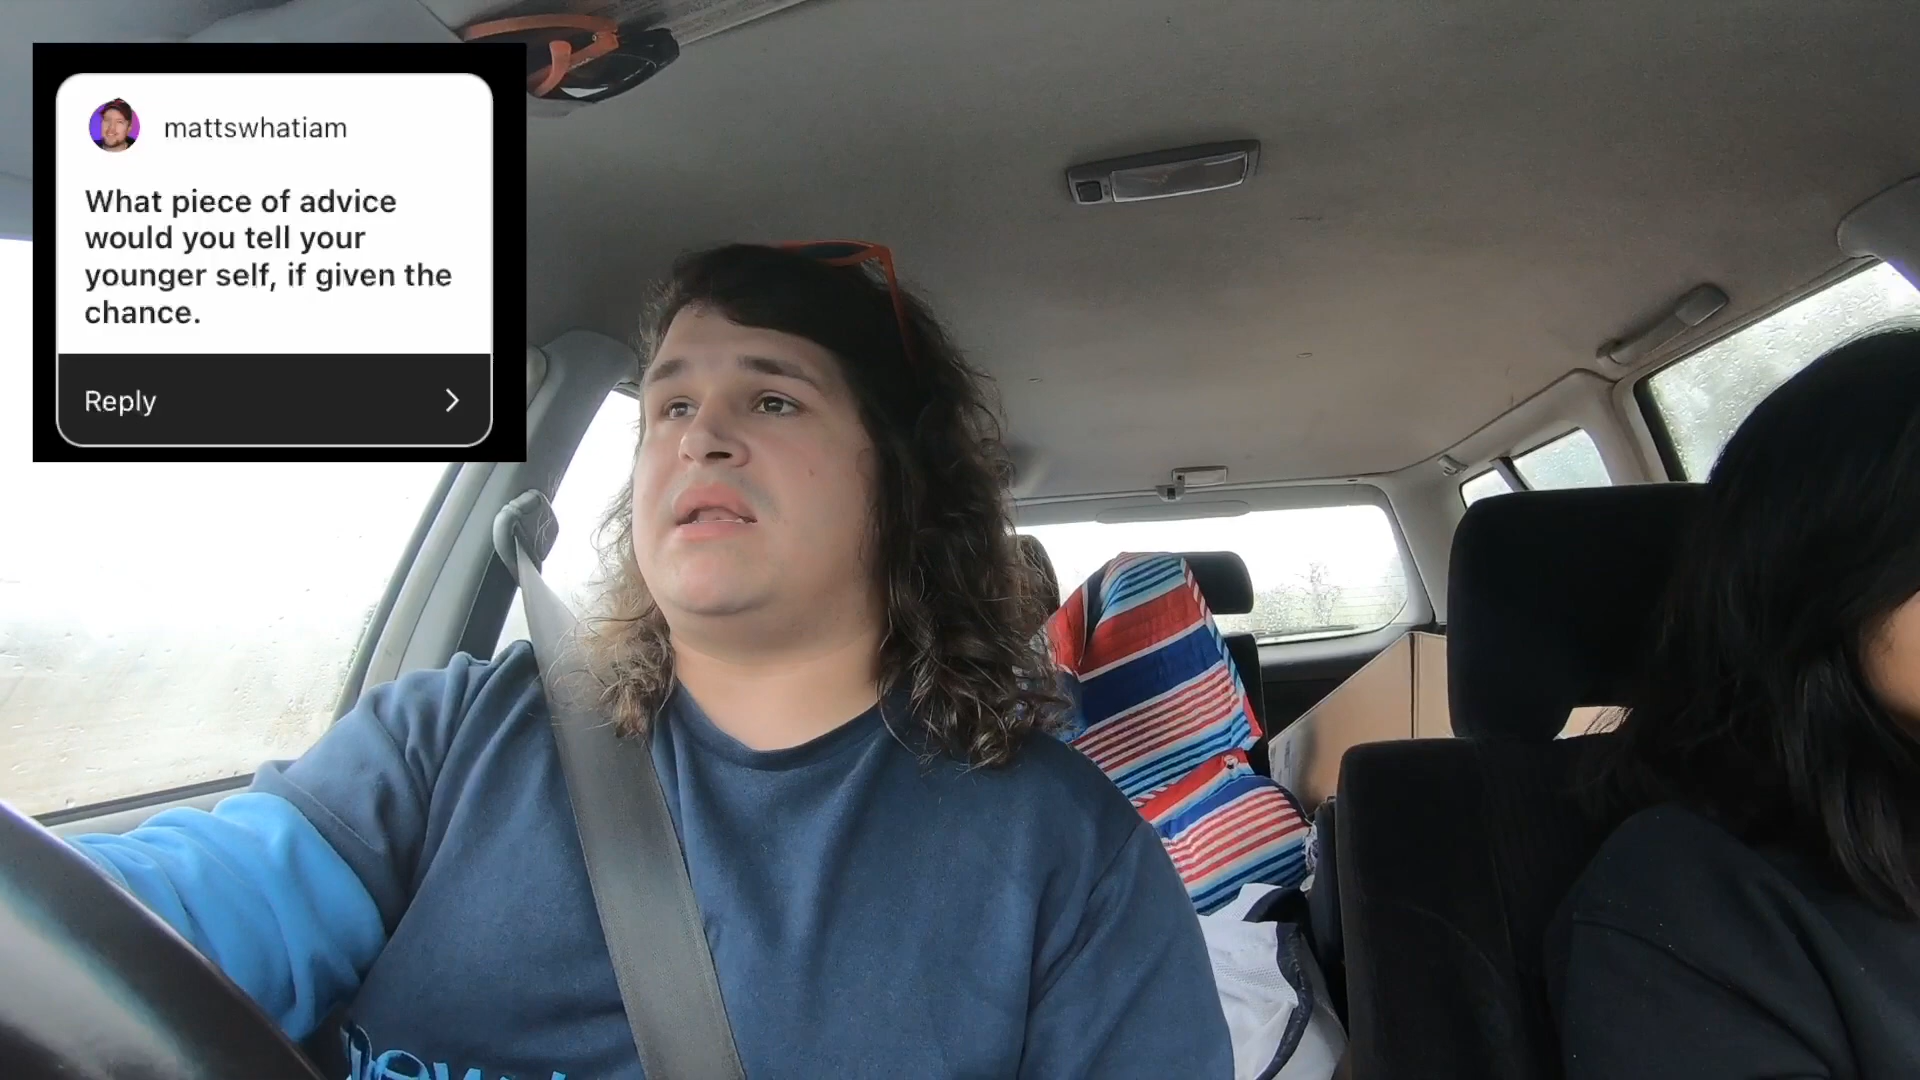 mattswhatiam
What piece of advice
would you tell your
younger self, if given the
chance.
Reply